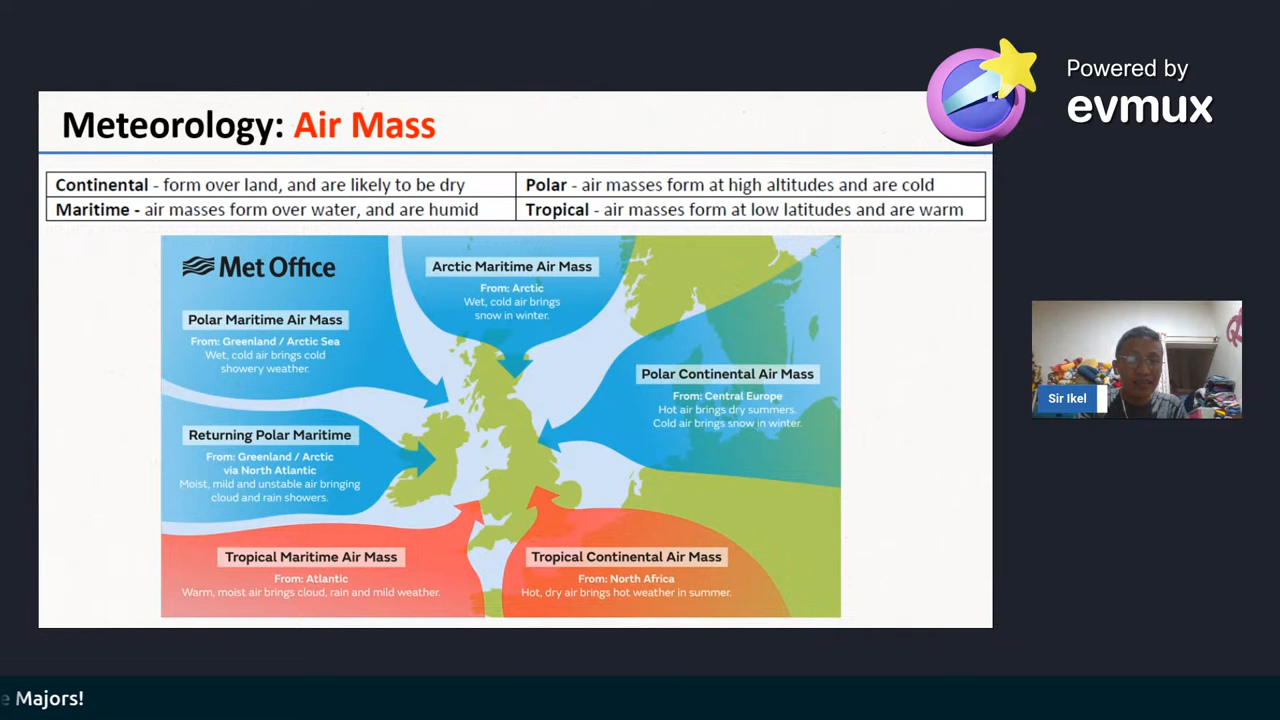 Powered by
evmux
Meteorology: Air Mass
Continental - form over land, and are likely to be dry
Polar - air masses form at high altitudes and are cold
Maritime - air masses form over water, and are humid
Tropical - air masses form at low latitudes and are warm
Met Office
Arctic Maritime Air Mass
From: Arctic
Wet, cold air brings
snow in winter.
Polar Maritime Air Mass
From: Greenland / Arctic Sea
Wet, cold air brings cold
showery weather.
Polar Continental Air Mass
From: Central Europe
Hot air brings dry summers.
Cold air brings snow in winter.
Returning Polar Maritime
From: Greenland / Arctic
via North Atlantic
Moist, mild and unstable air bringing
cloud and rain showers.
Tropical Maritime Air Mass
From: Atlantic
Warm, moist air brings cloud, rain and mild weather.
Tropical Continental Air Mass
From: North Africa
Hot, dry air brings hot weather in summer.
Sir Ikel
e Majors!